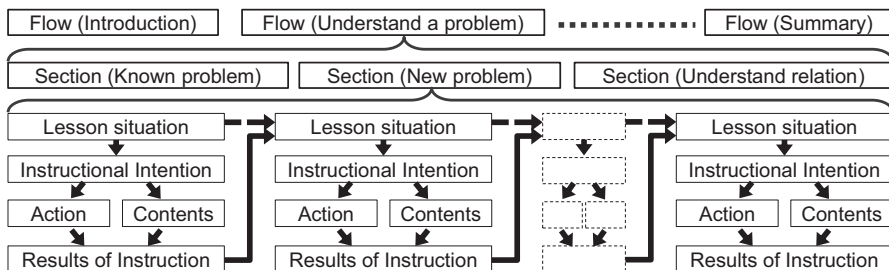 Flow (Introduction) Flow (Understand a problem) Flow (Summary)
Section (Known problem) Section (New problem) Section (Understand relation)
Lesson situation Lesson situation Lesson situation
Instructional Intention Instructional Intention Instructional Intention
Action Contents Action Contents Action Contents
Results of Instruction Results of Instruction Results of Instruction